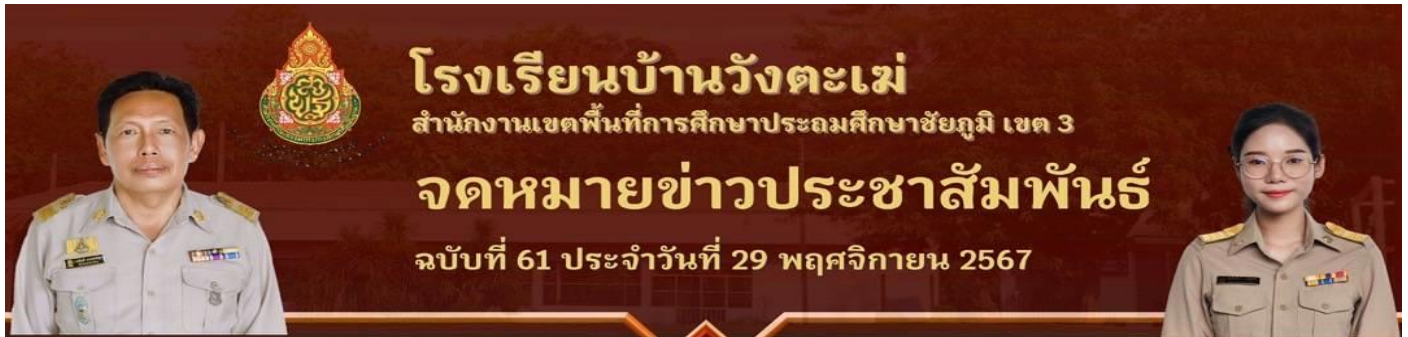 โรงเรียนบ้านวังตะเฆ่
สำนักงานเขตพื้นที่การศึกษาประถมศึกษาชัยภูมิ เขต 3
จดหมายข่าวประชาสัมพันธ์
ฉบับที่ 61 ประจำวันที่ 29 พฤศจิกายน 2567